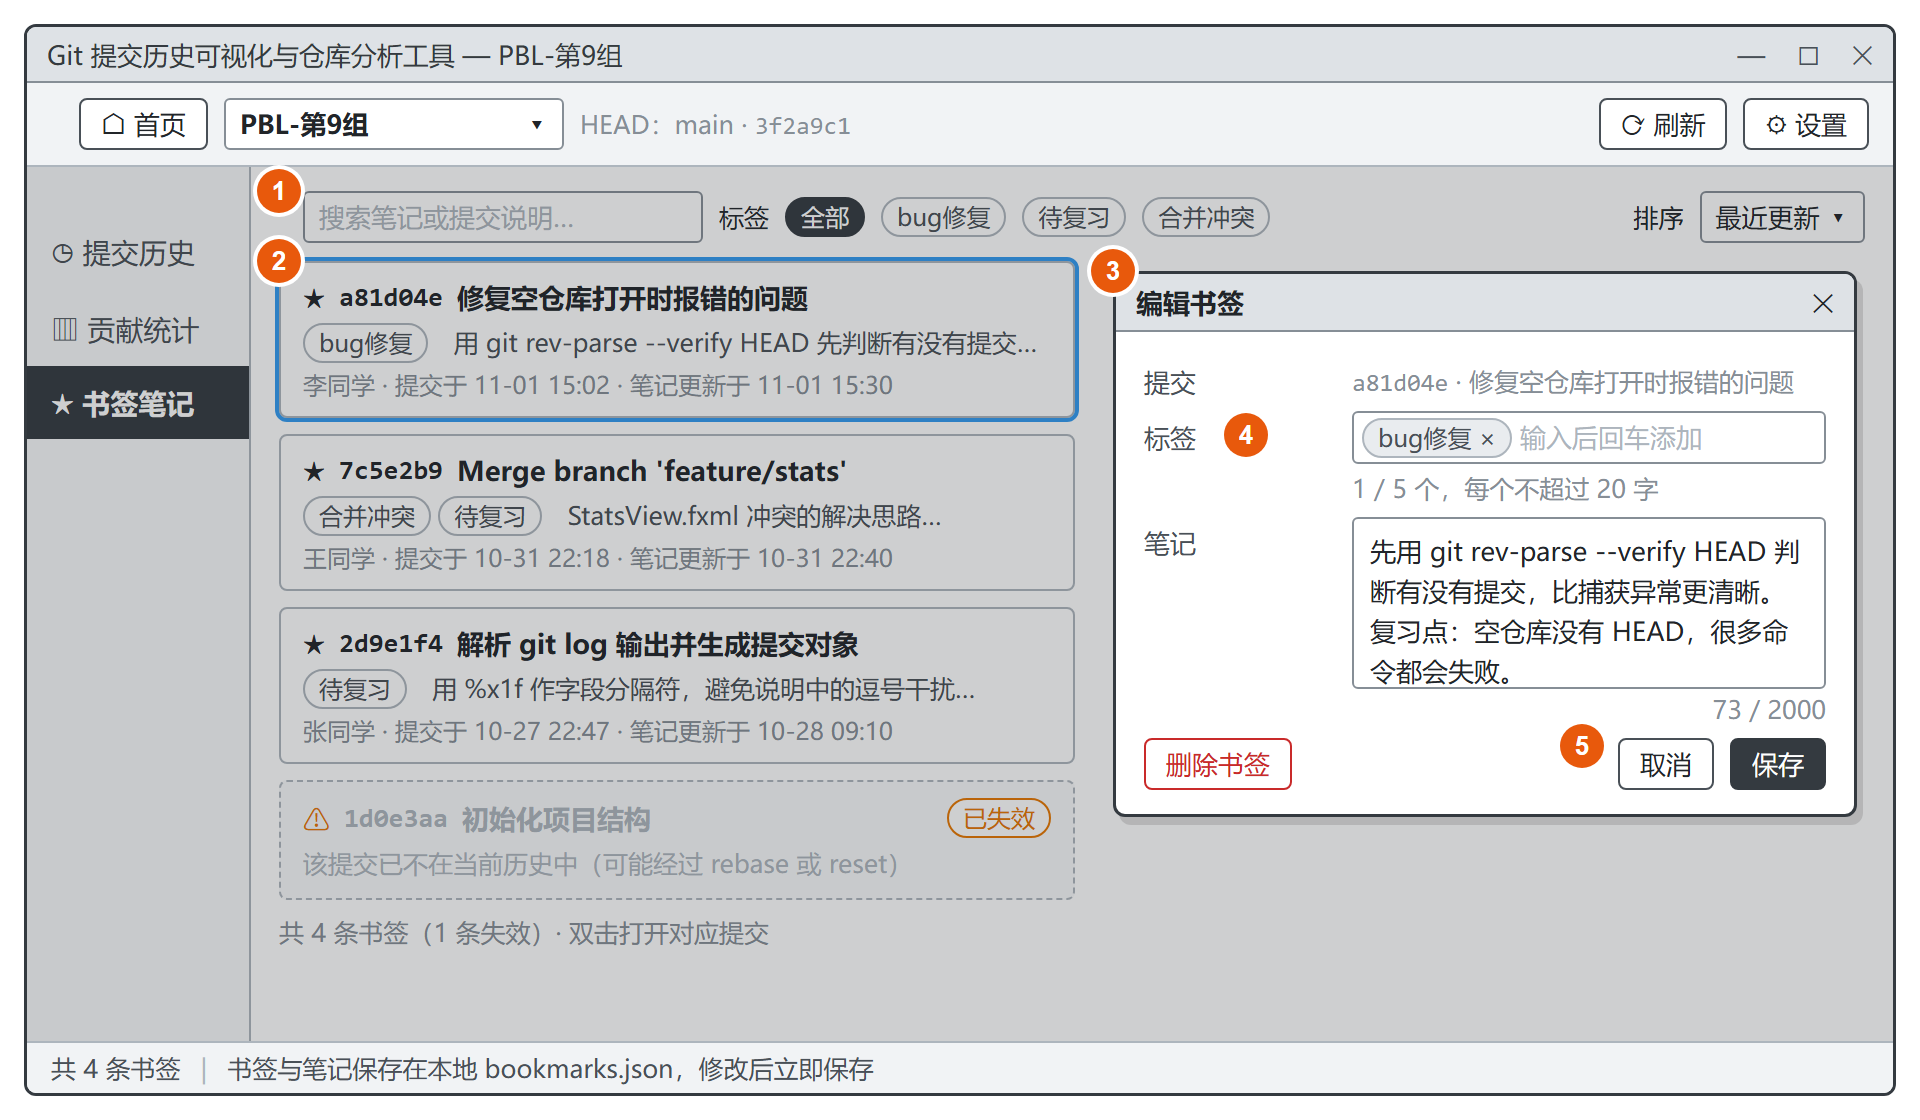 Git 提交历史可视化与仓库分析工具 — PBL-第9组
首页
PBL-第9组
HEAD：main · 3f2a9c1
刷新
设置
提交历史
贡献统计
★ 书签笔记
1
搜索笔记或提交说明...
标签 全部 bug修复 待复习 合并冲突
排序 最近更新
2
★ a81d04e 修复空仓库打开时报错的问题
bug修复 用 git rev-parse --verify HEAD 先判断有没有提交...
李同学 · 提交于 11-01 15:02 · 笔记更新于 11-01 15:30
★ 7c5e2b9 Merge branch 'feature/stats'
合并冲突 待复习 StatsView.fxml 冲突的解决思路...
王同学 · 提交于 10-31 22:18 · 笔记更新于 10-31 22:40
★ 2d9e1f4 解析 git log 输出并生成提交对象
待复习 用 %x1f 作字段分隔符，避免说明中的逗号干扰...
张同学 · 提交于 10-27 22:47 · 笔记更新于 10-28 09:10
1d0e3aa 初始化项目结构 已失效
该提交已不在当前历史中（可能经过 rebase 或 reset）
共 4 条书签（1 条失效）· 双击打开对应提交
3
编辑书签
提交 a81d04e · 修复空仓库打开时报错的问题
标签 4 bug修复 × 输入后回车添加
1 / 5 个，每个不超过 20 字
笔记
先用 git rev-parse --verify HEAD 判
断有没有提交，比捕获异常更清晰。
复习点：空仓库没有 HEAD，很多命
令都会失败。
73 / 2000
删除书签 5 取消 保存
共 4 条书签 | 书签与笔记保存在本地 bookmarks.json，修改后立即保存